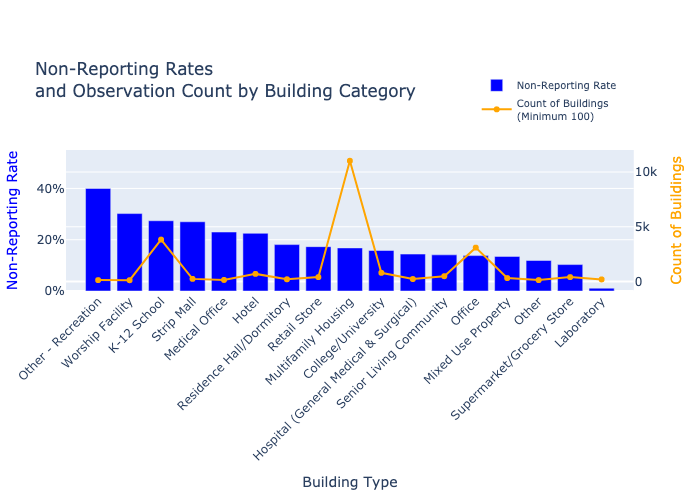 Non-Reporting Rates
and Observation Count by Building Category
Non-Reporting Rate
Count of Buildings
(Minimum 100)
Non-Reporting Rate
40%
20%
0%
10k
5k
0
Count of Buildings
Other - Recreation
Worship Facility
K-12 School
Strip Mall
Medical Office
Hotel
Residence Hall/Dormitory
Retail Store
Multifamily Housing
College/University
Hospital (General Medical & Surgical)
Senior Living Community
Office
Mixed Use Property
Other
Supermarket/Grocery Store
Laboratory
Building Type